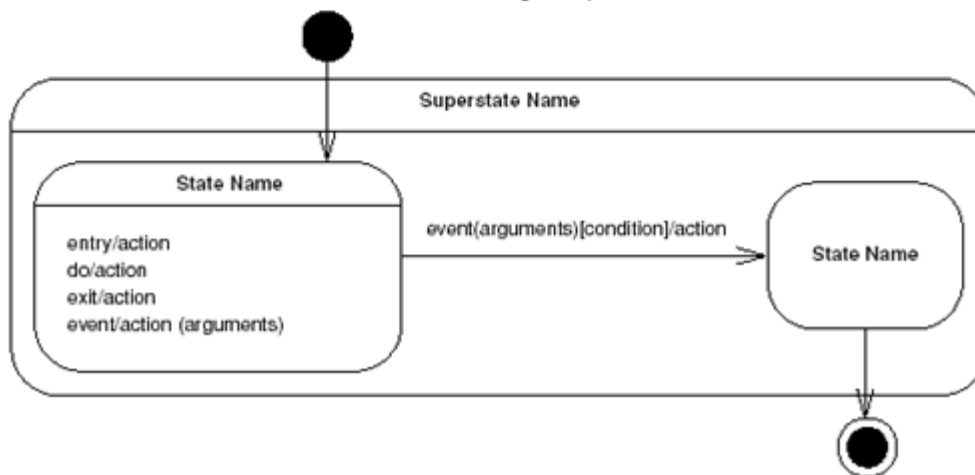 Superstate Name
State Name
entry/action
do/action
exit/action
event/action (arguments)
event(arguments)[condition]/action
State Name